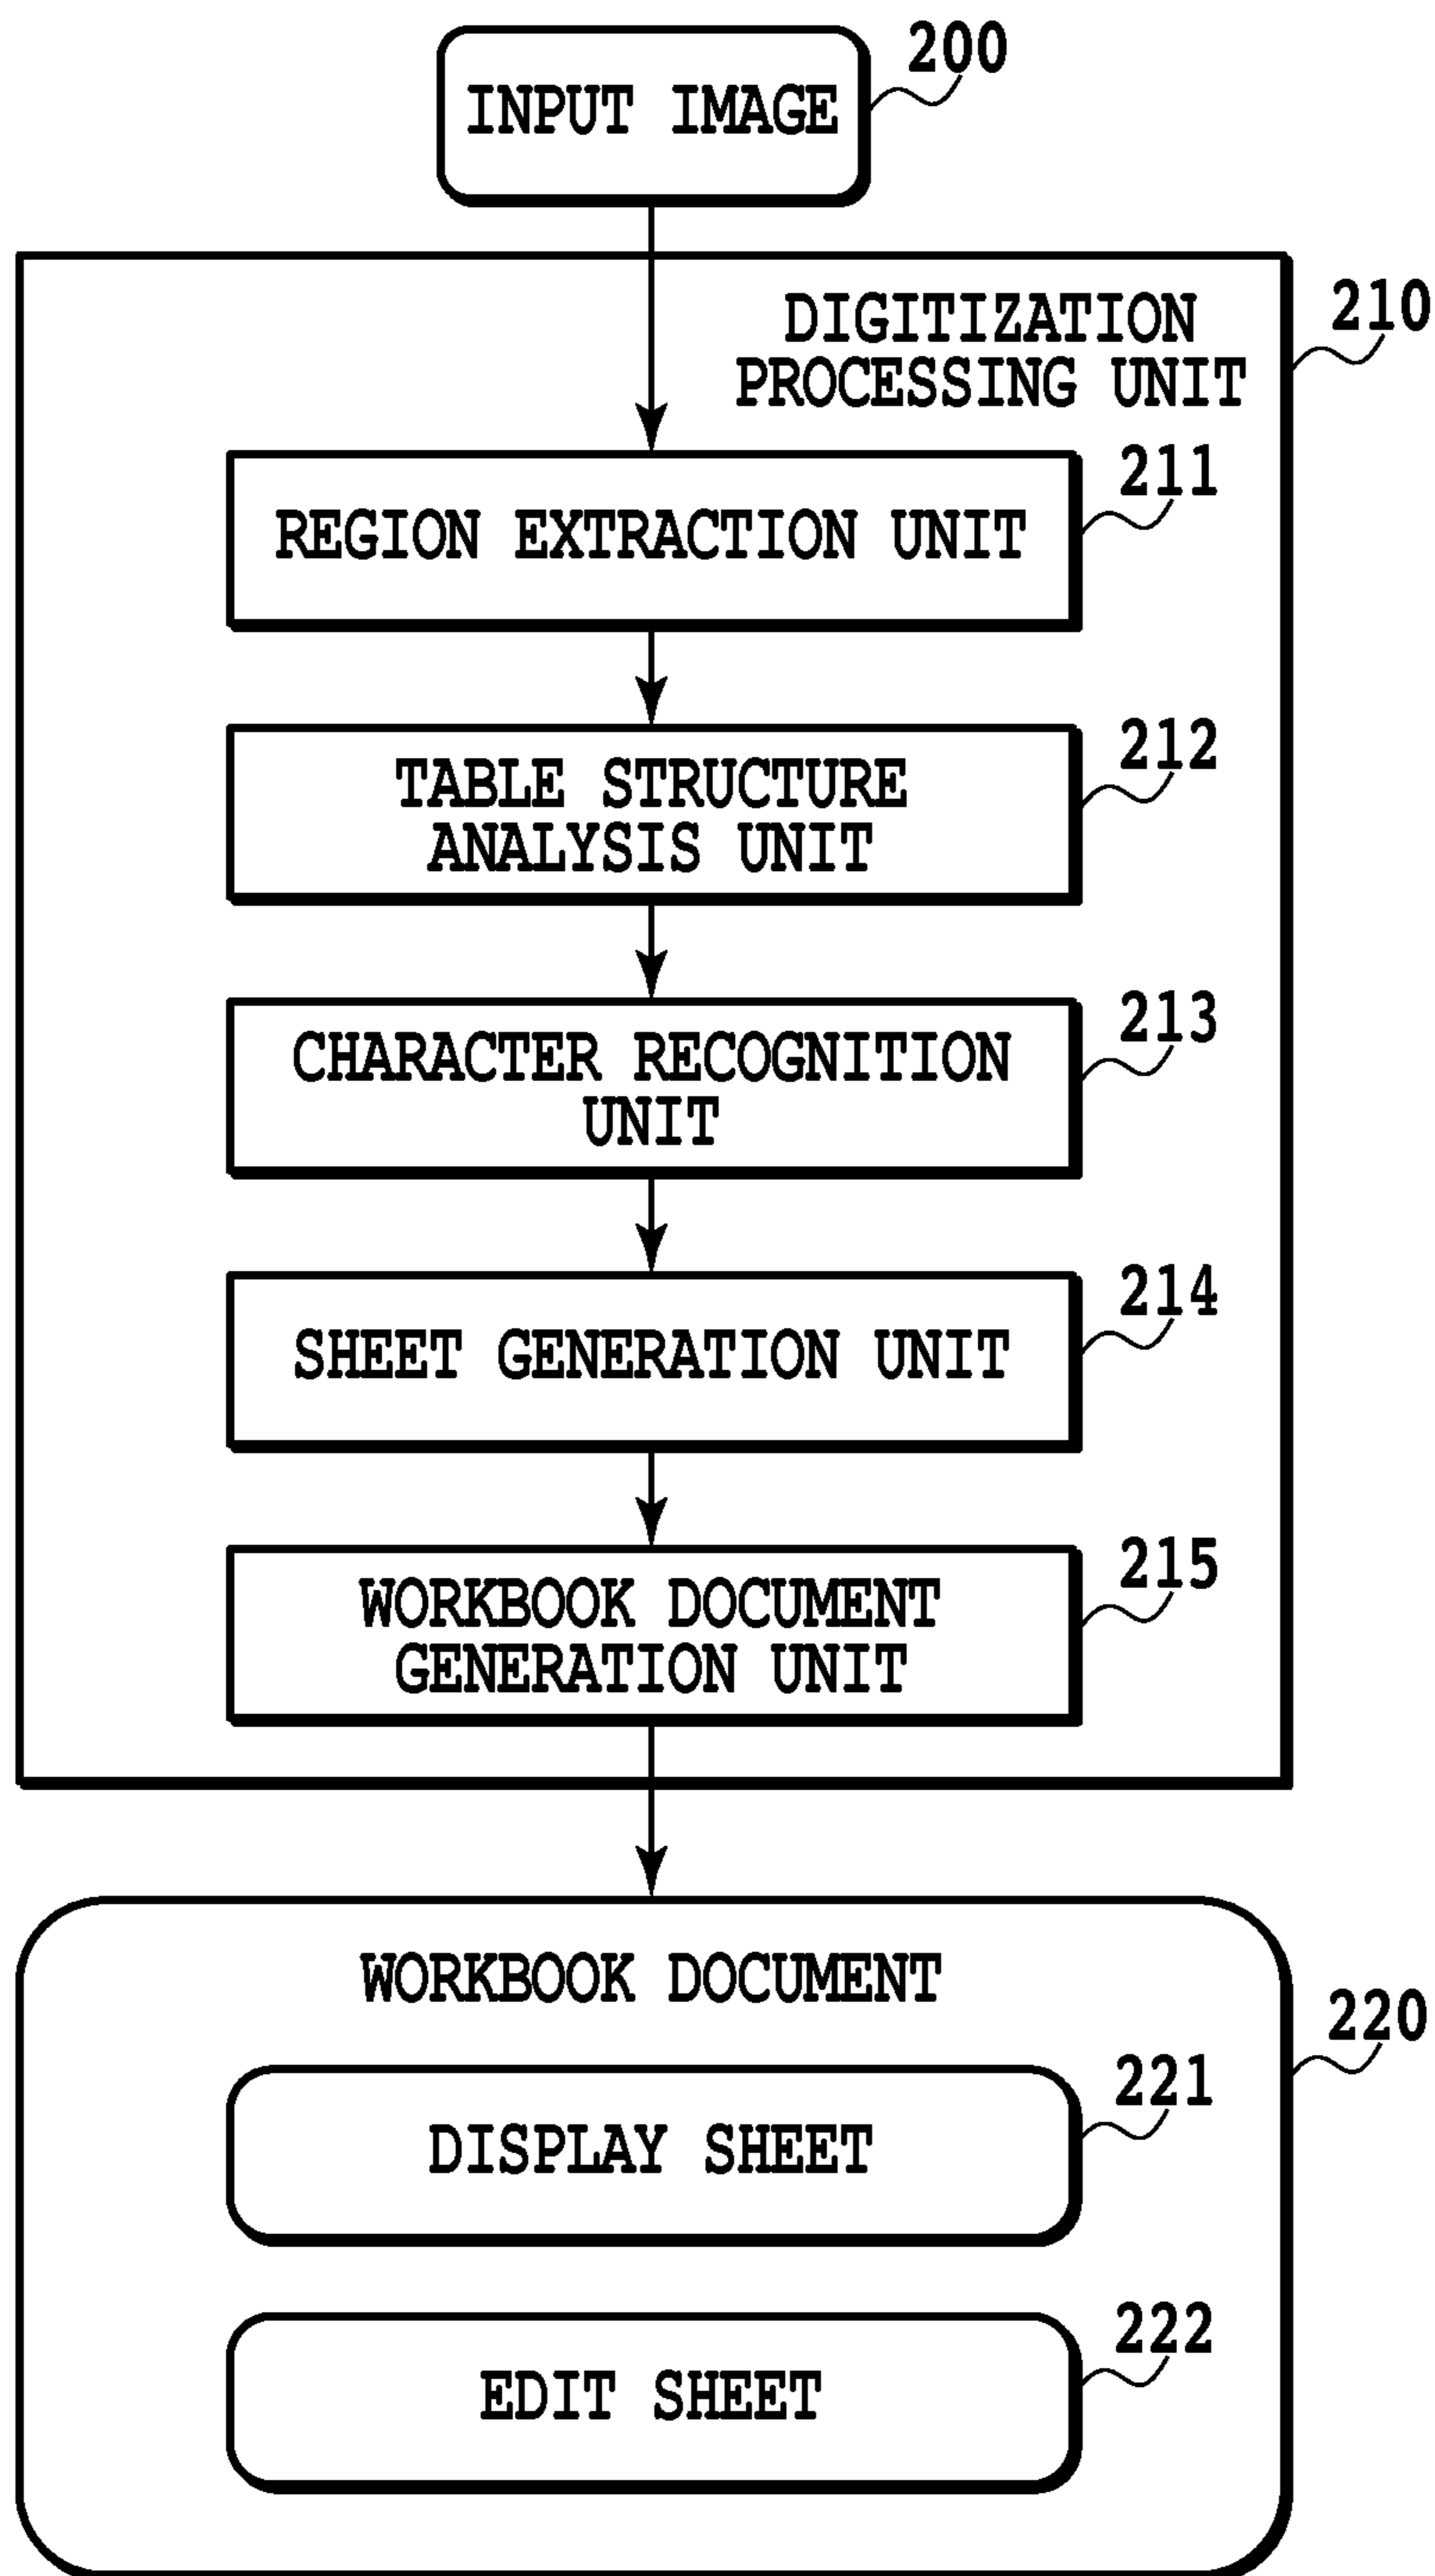 200
INPUT IMAGE
DIGITIZATION
PROCESSING UNIT
210
211
REGION EXTRACTION UNIT
212
TABLE STRUCTURE
ANALYSIS UNIT
213
CHARACTER RECOGNITION
UNIT
214
SHEET GENERATION UNIT
215
WORKBOOK DOCUMENT
GENERATION UNIT
WORKBOOK DOCUMENT
220
221
DISPLAY SHEET
222
EDIT SHEET